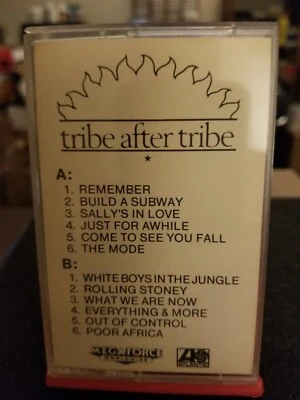 tribe after tribe
A:
1. REMEMBER
2. BUILD A SUBWAY
3. SALLY'S IN LOVE
4. JUST FOR AWHILE
5. COME TO SEE YOU FALL
6. THE MODE
B:
1. WHITE BOYS IN THE JUNGLE
2. ROLLING STONEY
3. WHAT WE ARE NOW
4. EVERYTHING & MORE
5. OUT OF CONTROL
6. POOR AFRICA
MEGAFORCE
WORLDWIDE
ATLANTIC